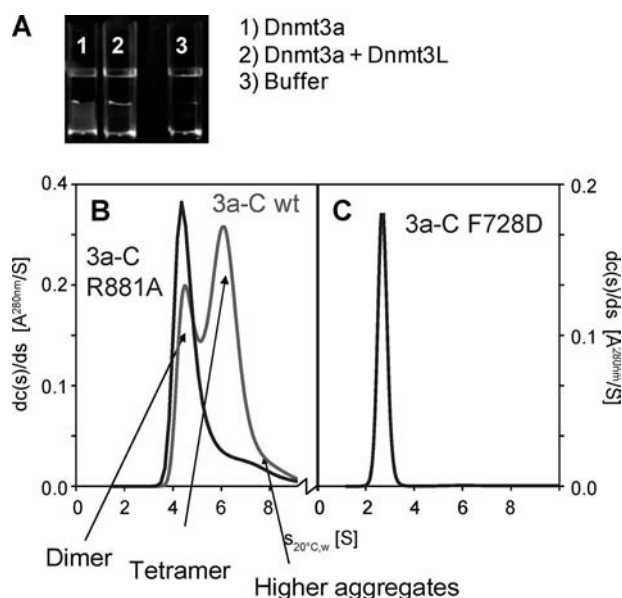 A
1 2 3
1) Dnmt3a
2) Dnmt3a + Dnmt3L
3) Buffer
0.4
0.2
0.1
0.0
dc(s)/ds [A280nm/S]
B
3a-C wt
3a-C
R881A
C
3a-C F728D
0.2
0.1
0.0
dc(s)/ds [A280nm/S]
0 2 4 6 8
0 2 4 6 8
s20°C,w [S]
Dimer
Tetramer
Higher aggregates